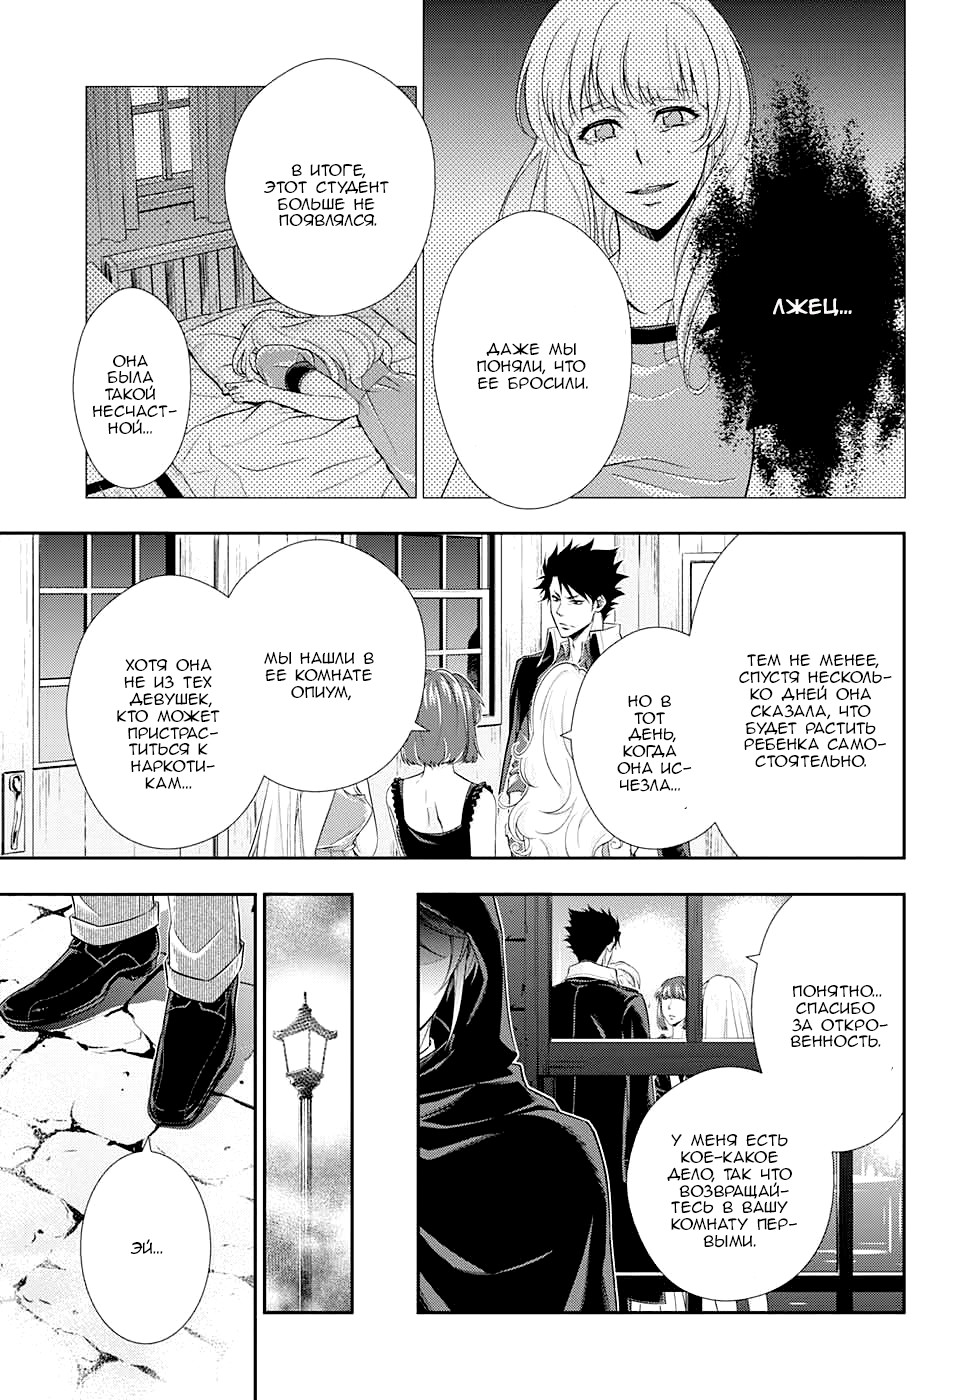 ЛЖЕЦ...
ДАЖЕ МЫ
ПОНЯЛИ, ЧТО
ЕЕ БРОСИЛИ.
В ИТОГЕ,
ЭТОТ СТУДЕНТ
БОЛЬШЕ НЕ
ПОЯВЛЯЛСЯ.
ОНА
БЫЛА
ТАКОЙ
НЕСЧАСТ-
НОЙ...
ТЕМ НЕ МЕНЕЕ,
СПУСТЯ НЕСКОЛЬ-
КО ДНЕЙ ОНА
СКАЗАЛА, ЧТО
БУДЕТ РАСТИТЬ
РЕБЕНКА САМО-
СТОЯТЕЛЬНО.
НО В
ТОТ
ДЕНЬ,
КОГДА
ОНА ИС-
ЧЕЗЛА...
МЫ НАШЛИ В
ЕЕ КОМНАТЕ
ОПИУМ,
ХОТЯ ОНА
НЕ ИЗ ТЕХ
ДЕВУШЕК,
КТО МОЖЕТ
ПРИСТРАС-
ТИТЬСЯ К
НАРКОТИ-
КАМ...
ПОНЯТНО...
СПАСИБО
ЗА ОТКРО-
ВЕННОСТЬ.
У МЕНЯ ЕСТЬ
КОЕ-КАКОЕ
ДЕЛО, ТАК ЧТО
ВОЗВРАЩАЙ-
ТЕСЬ В ВАШУ
КОМНАТУ ПЕР-
ВЫМИ.
ЭЙ...